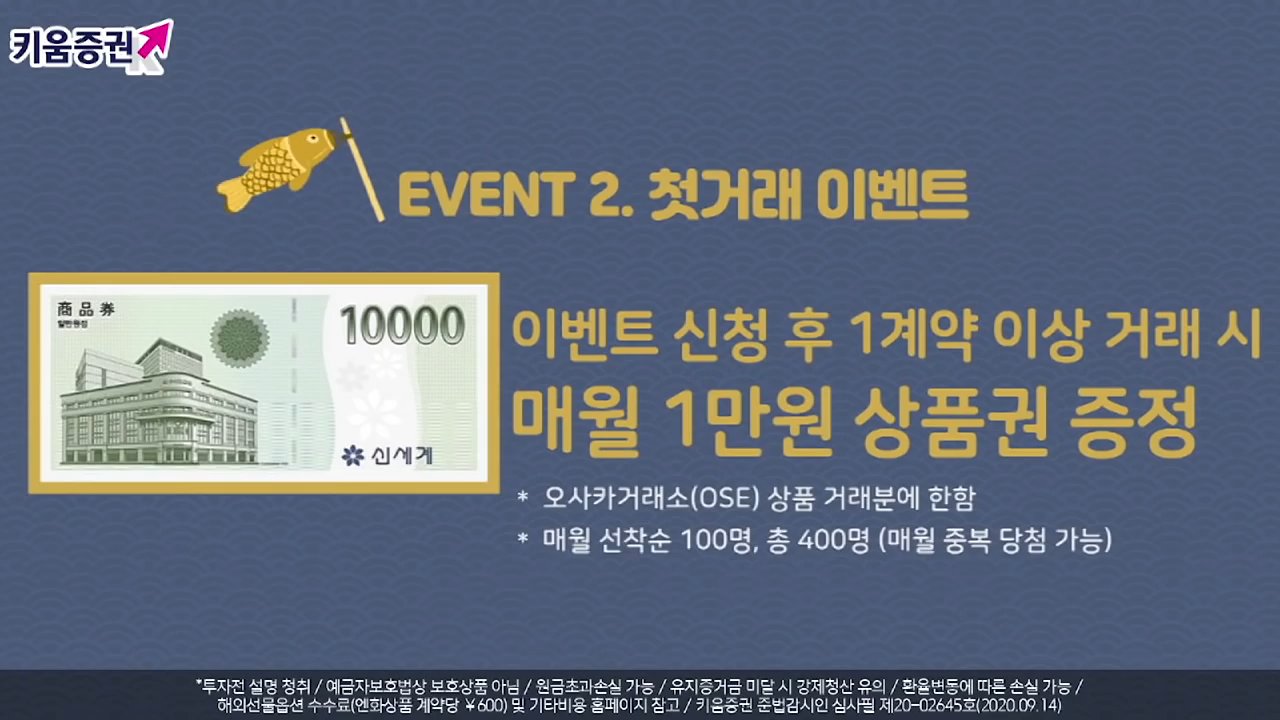 키움증권
EVENT 2. 첫거래 이벤트
商品券
10000
신세계
이벤트 신청 후 1계약 이상 거래 시
매월 1만원 상품권 증정
* 오사카거래소(OSE) 상품 거래분에 한함
* 매월 선착순 100명, 총 400명 (매월 중복 당첨 가능)
*투자전 설명 청취 / 예금자보호법상 보호상품 아님 / 원금초과손실 가능 / 유지증거금 미달 시 강제청산 유의 / 환율변동에 따른 손실 가능 /
해외선물옵션 수수료(엔화상품 계약당 ¥600) 및 기타비용 홈페이지 참고 / 키움증권 준법감시인 심사필 제20-02645호(2020.09.14)